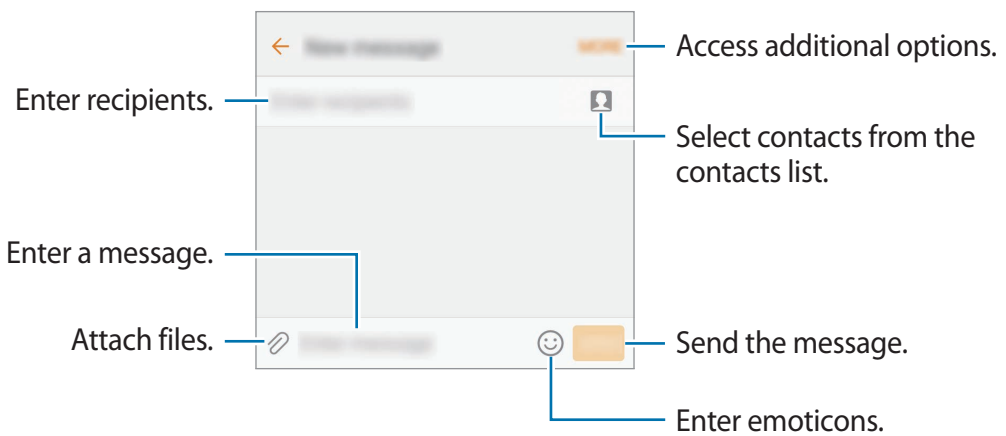 Access additional options.
Enter recipients.
Select contacts from the
contacts list.
Enter a message.
Attach files.
Send the message.
Enter emoticons.